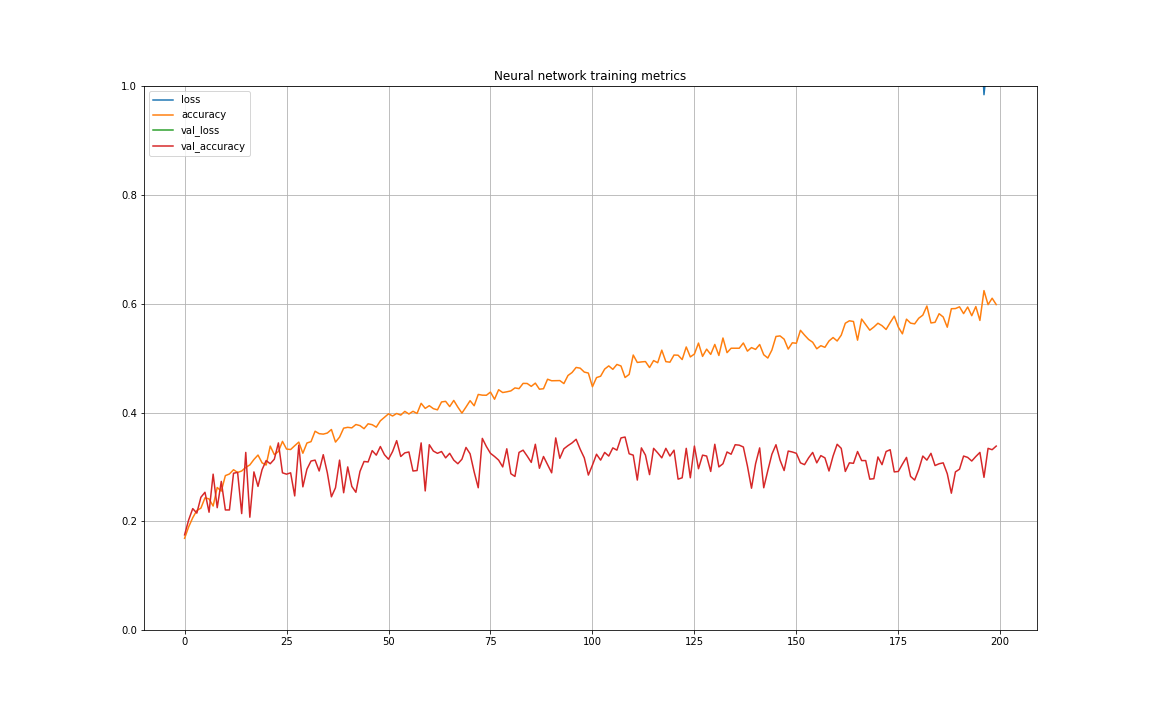 Neural network training metrics
1.0
loss
accuracy
val_loss
val_accuracy
0.8
0.6
0.4
0.2
0.0
0 25 50 75 100 125 150 175 200